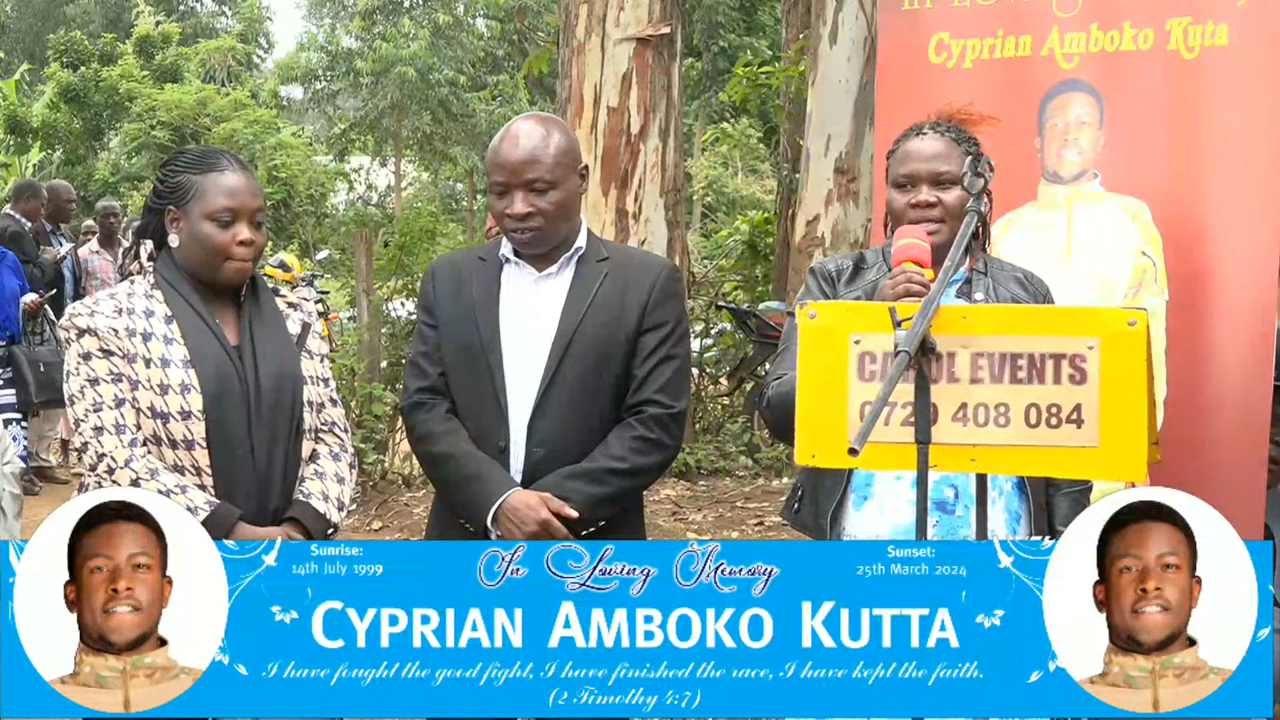 Cyprian Amboko Kuta
CAROL EVENTS
0729 408 084
Sunrise:
14th July 1999
In Loving Memory
Sunset:
25th March 2024
CYPRIAN AMBOKO KUTTA
I have fought the good fight, I have finished the race, I have kept the faith.
(2 Timothy 4:7)